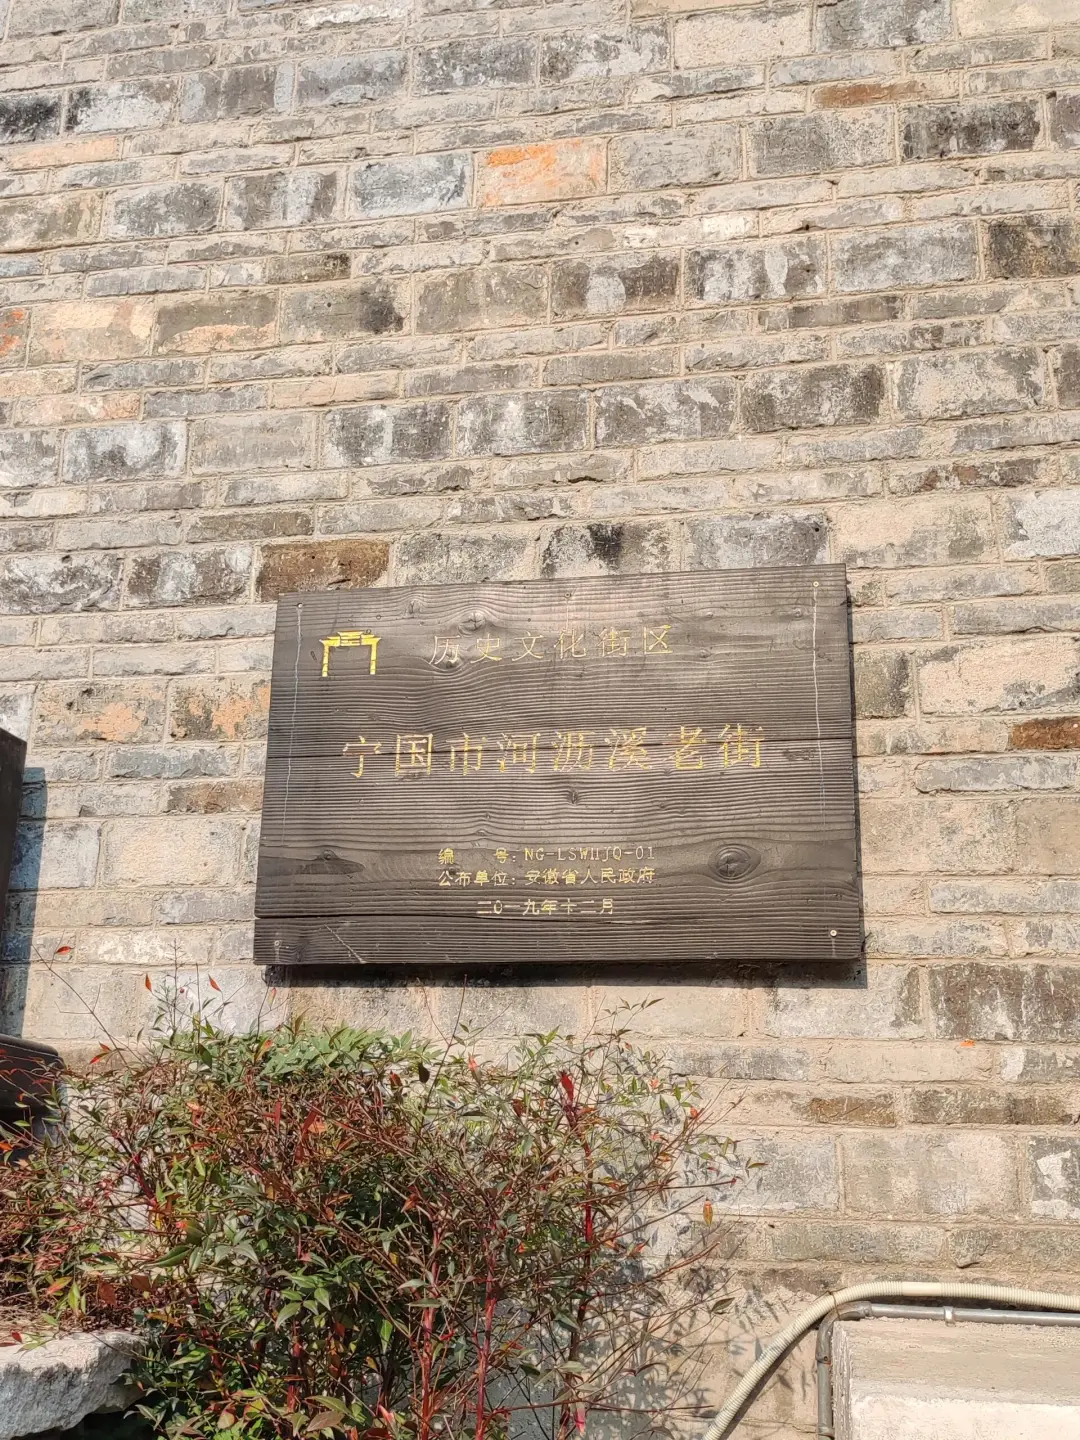 历史文化街区
宁国市河沥溪老街
编 号: NG-LSWHJQ-01
公布单位: 安徽省人民政府
二0一九年十二月